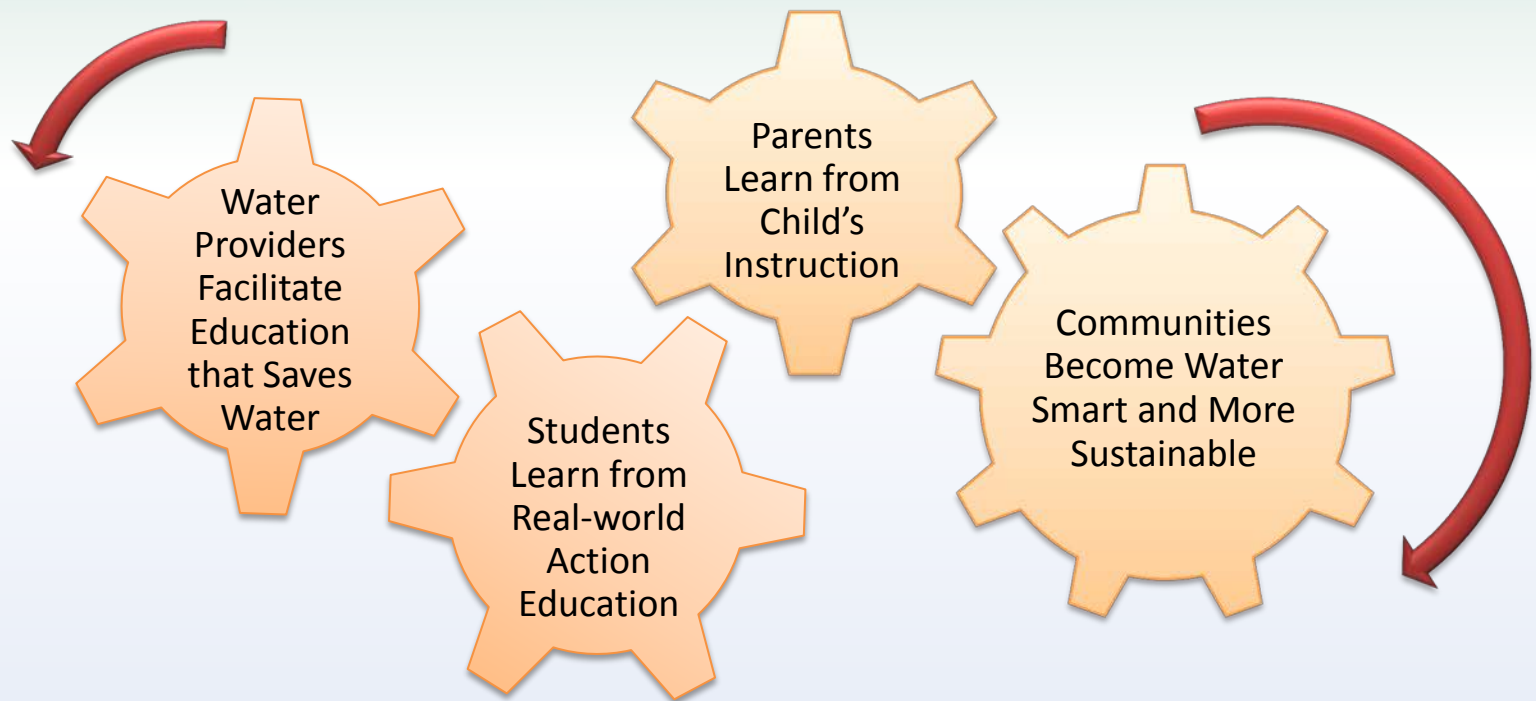 Water
Providers
Facilitate
Education
that Saves
Water
Students
Learn from
Real-world
Action
Education
Parents
Learn from
Child’s
Instruction
Communities
Become Water
Smart and More
Sustainable